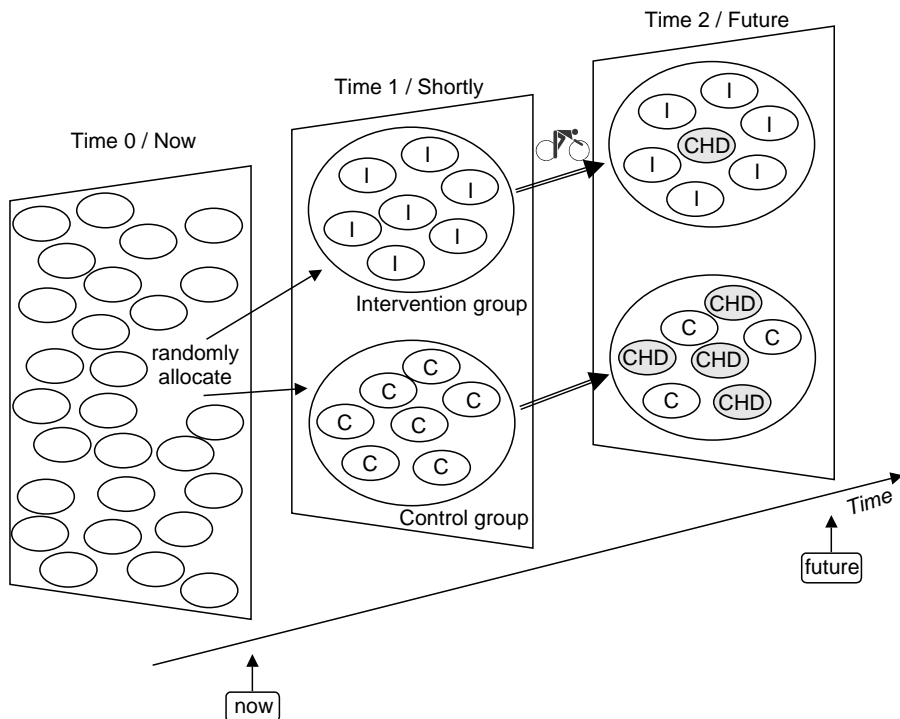 Time 0 / Now
Time 1 / Shortly
Time 2 / Future
randomly
allocate
I
I
I
I
I
I
I
Intervention group
C
C
C
C
C
C
C
Control group
I
I
I
CHD
I
I
I
CHD
C
C
CHD
CHD
C
CHD
Time
now
future